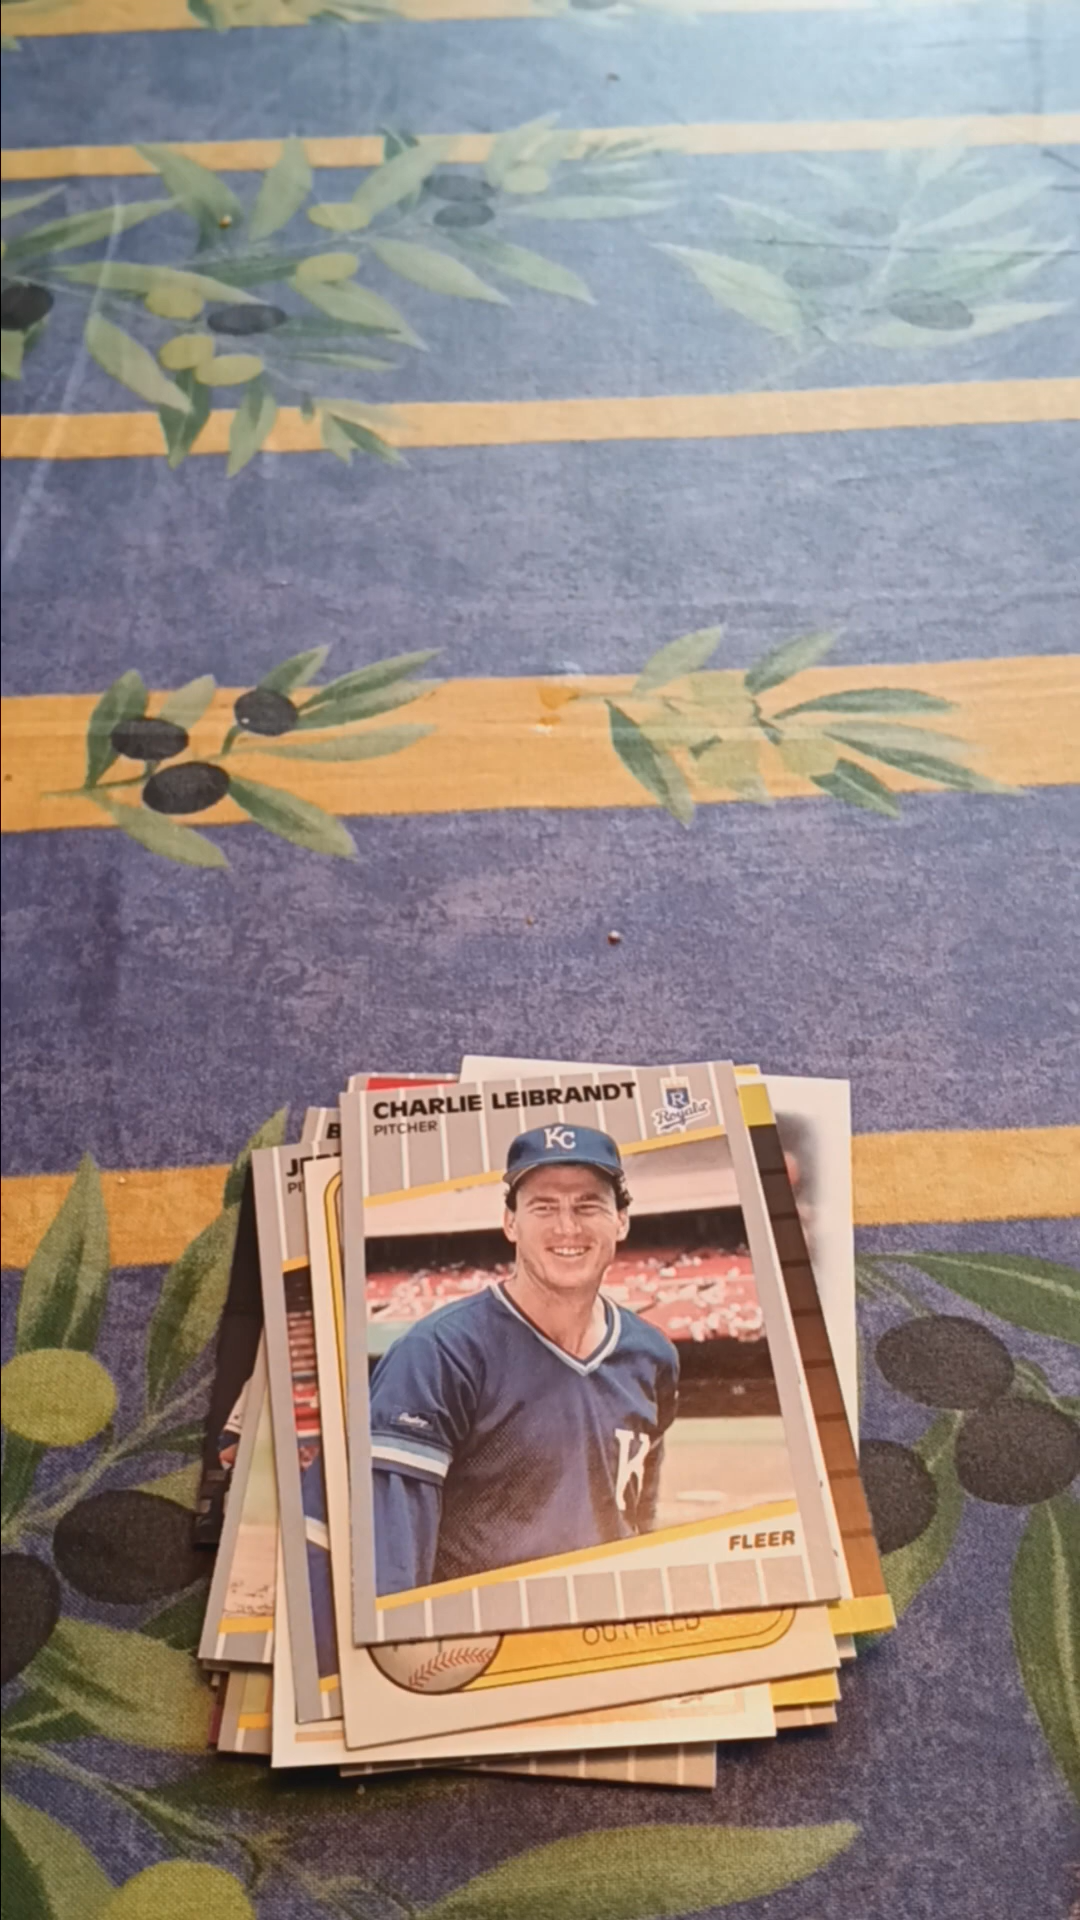 CHARLIE LEIBRANDT
PITCHER
R
Royals
KC
K
FLEER
OUTFIELD